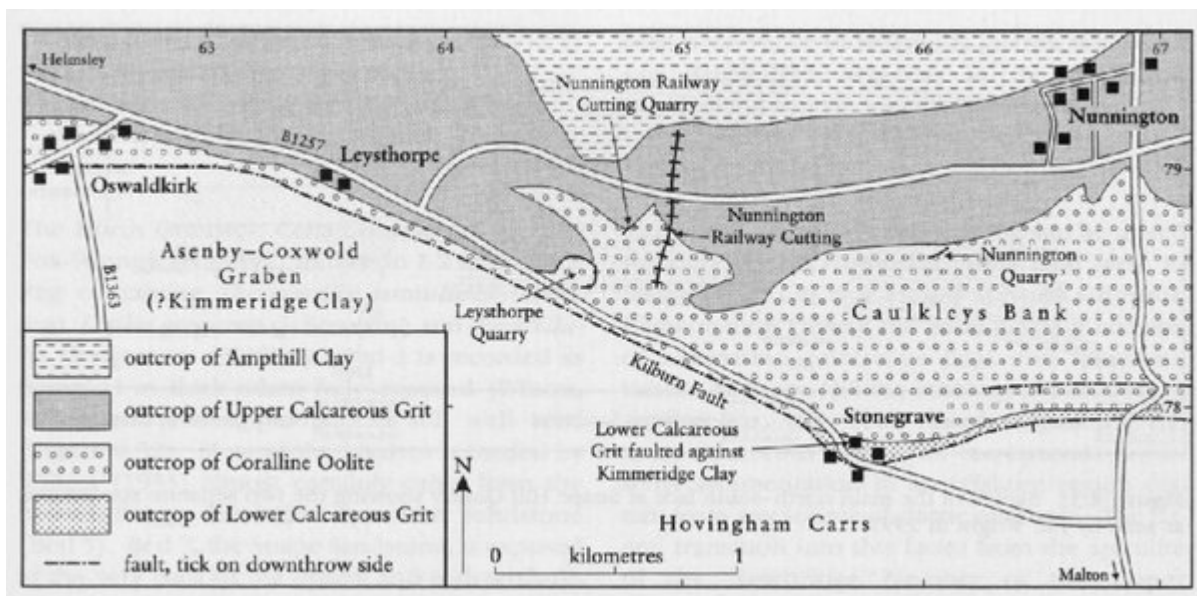 63
64
65
66
67
Helmsley
Nunnington Railway
Cutting Quarry
Nunnington
B1257
Leysthorpe
79
Oswaldkirk
Nunnington
Railway Cutting
Nunnington
Quarry
Asenby–Coxwold
Graben
(?Kimmeridge Clay)
B1363
Leysthorpe
Quarry
Caulkleys Bank
Kilburn Fault
78
Stonegrave
Lower Calcareous
Grit faulted against
Kimmeridge Clay
outcrop of Ampthill Clay
outcrop of Upper Calcareous Grit
outcrop of Coralline Oolite
outcrop of Lower Calcareous Grit
fault, tick on downthrow side
N
0 kilometres 1
Hovingham Carrs
Malton